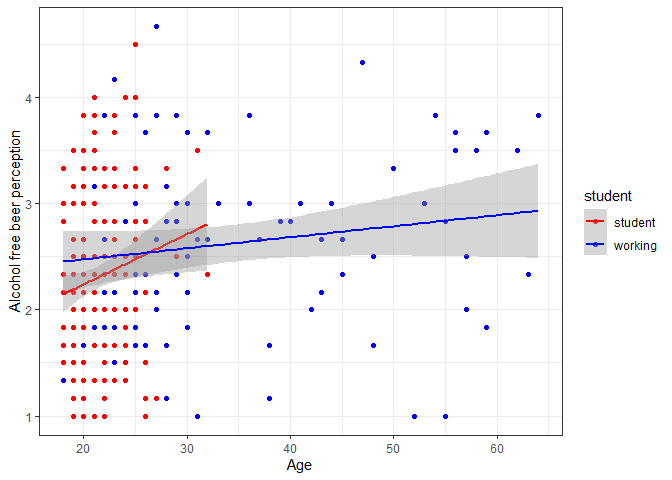 Alcohol free beer perception
4
3
2
1
20 30 40 50 60
Age
student
student
working